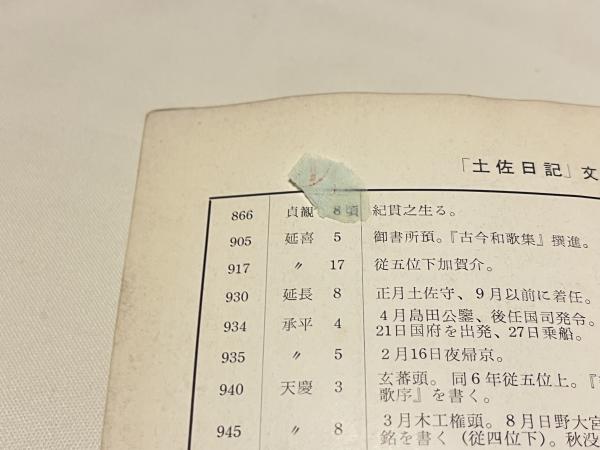 「土佐日記」文
866 貞観 8頃 紀貫之生る。
905 延喜 5 御書所預。『古今和歌集』撰進。
917 〃 17 従五位下加賀介。
930 延長 8 正月土佐守、9月以前に着任。
934 承平 4 4月島田公鑒、後任国司発令。
21日国府を出発、27日乗船。
935 〃 5 2月16日夜帰京。
940 天慶 3 玄蕃頭。同6年従五位上。『
歌序』を書く。
945 〃 8 3月木工権頭。8月日野大宮
銘を書く（従四位下）。秋没